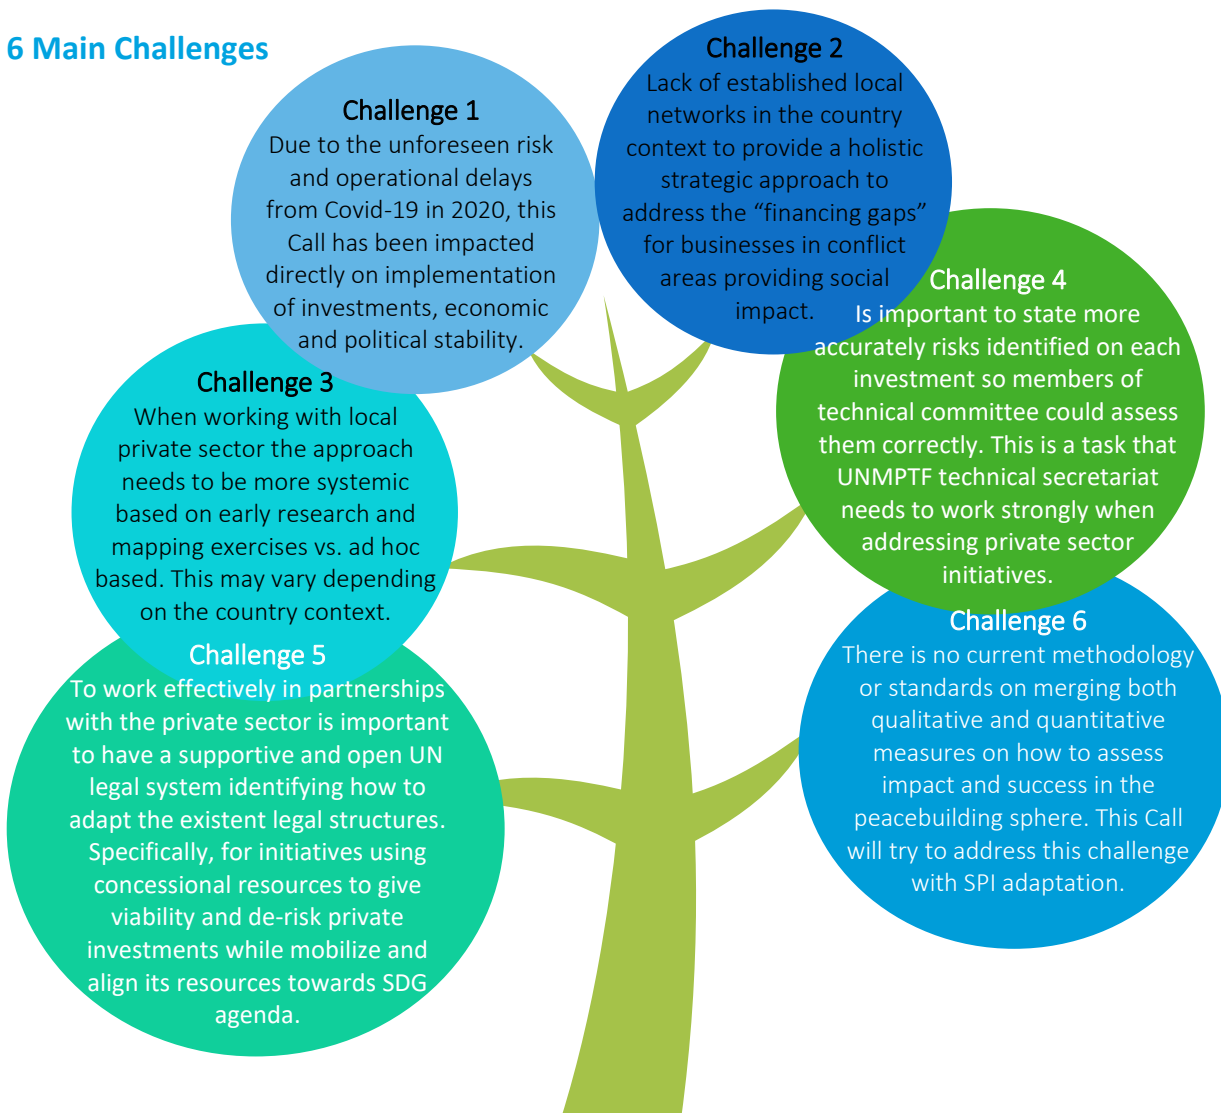 6 Main Challenges
Challenge 1
Due to the unforeseen risk
and operational delays
from Covid-19 in 2020, this
Call has been impacted
directly on implementation
of investments, economic
and political stability.
Challenge 2
Lack of established local
networks in the country
context to provide a holistic
strategic approach to
address the “financing gaps”
for businesses in conflict
areas providing social
impact.
Challenge 3
When working with local
private sector the approach
needs to be more systemic
based on early research and
mapping exercises vs. ad hoc
based. This may vary depending
on the country context.
Challenge 4
Is important to state more
accurately risks identified on each
investment so members of
technical committee could assess
them correctly. This is a task that
UNMPTF technical secretariat
needs to work strongly when
addressing private sector
initiatives.
Challenge 5
To work effectively in partnerships
with the private sector is important
to have a supportive and open UN
legal system identifying how to
adapt the existent legal structures.
Specifically, for initiatives using
concessional resources to give
viability and de-risk private
investments while mobilize and
align its resources towards SDG
agenda.
Challenge 6
There is no current methodology
or standards on merging both
qualitative and quantitative
measures on how to assess
impact and success in the
peacebuilding sphere. This Call
will try to address this challenge
with SPI adaptation.